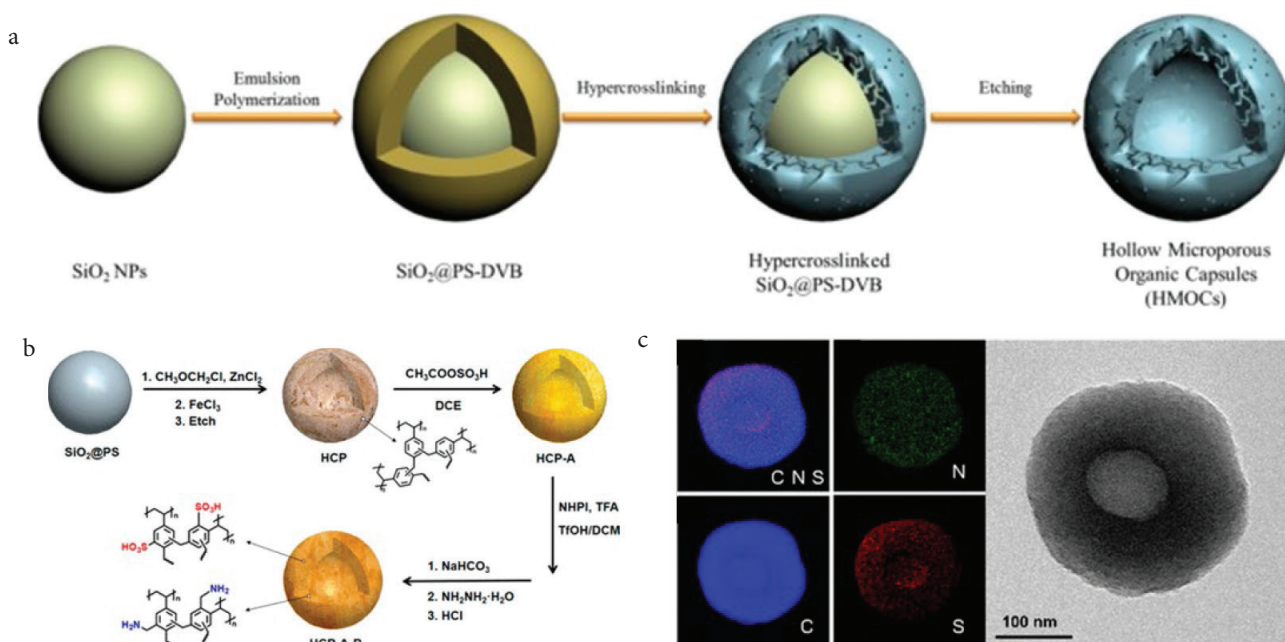 a
Emulsion
Polymerization
Hypercrosslinking
Etching
SiO₂ NPs
SiO₂@PS-DVB
Hypercrosslinked
SiO₂@PS-DVB
Hollow Microporous
Organic Capsules
(HMOCs)
b
SiO₂@PS
1. CH₃OCH₂Cl, ZnCl₂
2. FeCl₃
3. Etch
HCP
CH₃COOSO₃H
DCE
HCP-A
n
n
n
n
NHPI, TFA
TfOH/DCM
1. NaHCO₃
2. NH₂NH₂·H₂O
3. HCl
HCP-A-B
n
SO₃H
HO₃S
n
n
NH₂
H₂N
n
c
C N S
N
C
S
100 nm